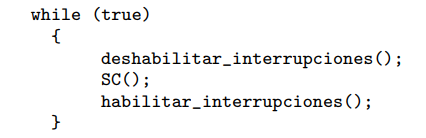 while (true)
{
deshabilitar_interrupciones();
SC();
habilitar_interrupciones();
}